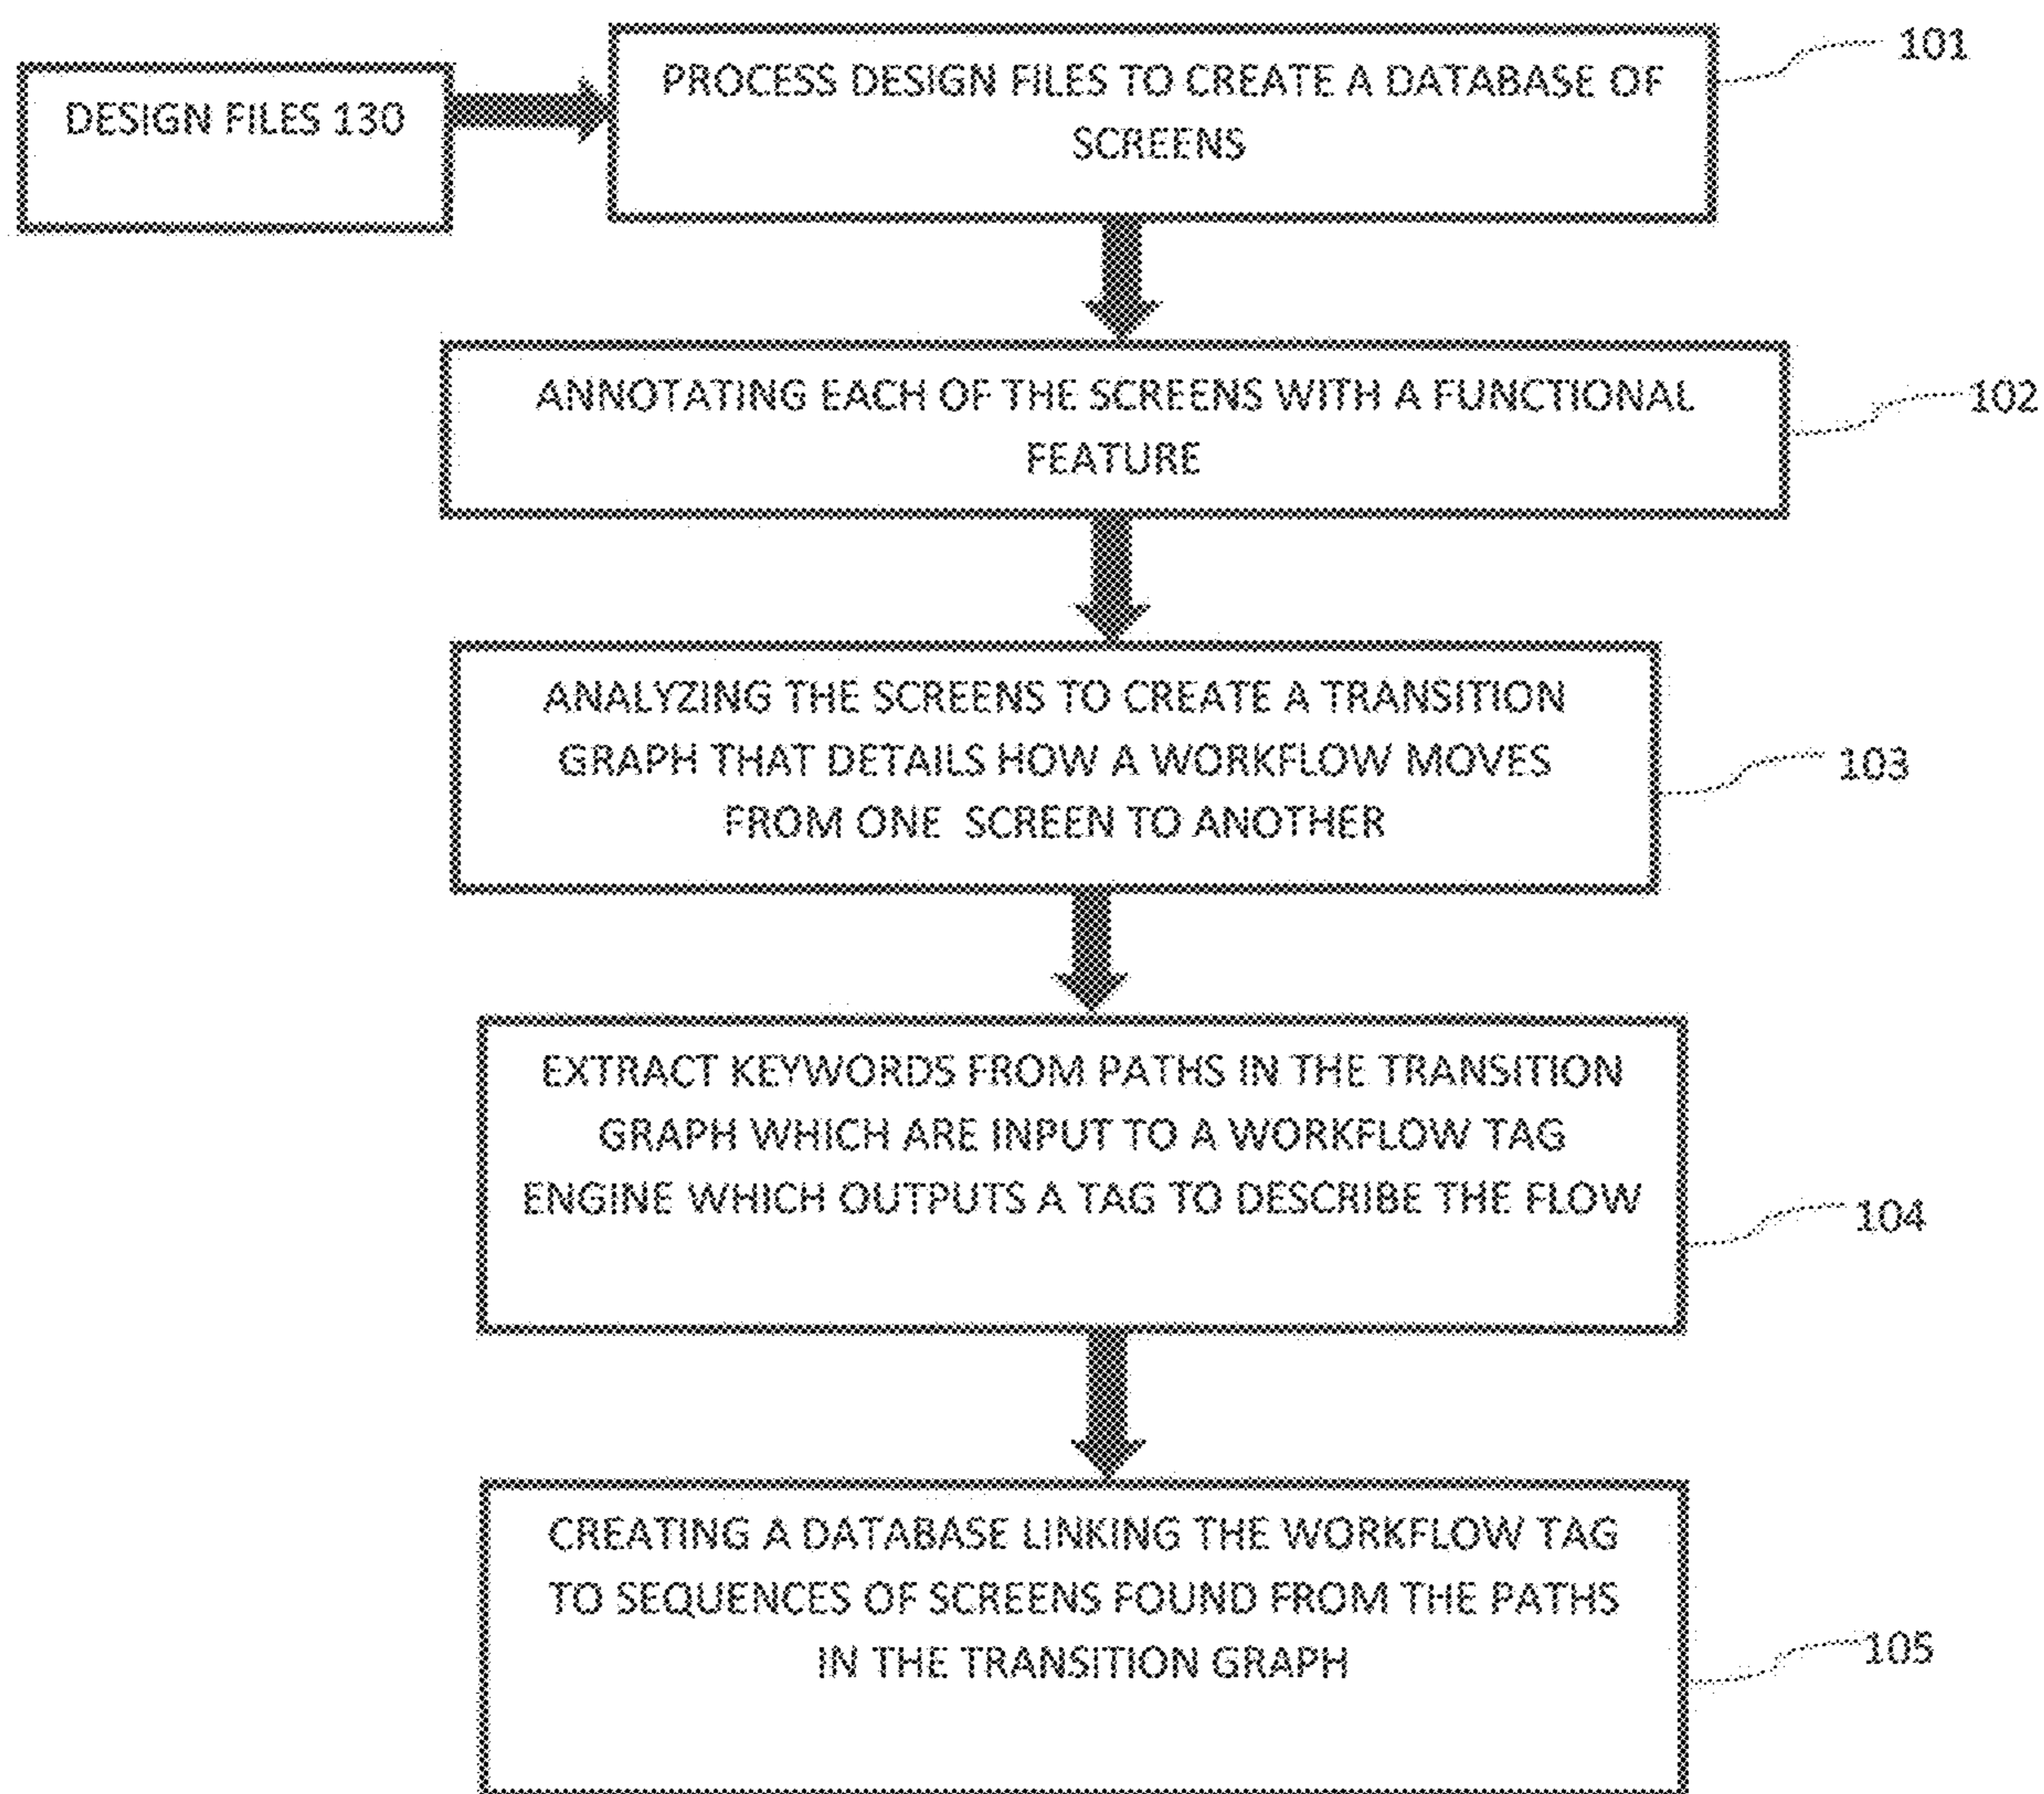 DESIGN FILES 130
PROCESS DESIGN FILES TO CREATE A DATABASE OF
SCREENS
101
ANNOTATING EACH OF THE SCREENS WITH A FUNCTIONAL
FEATURE
102
ANALYZING THE SCREENS TO CREATE A TRANSITION
GRAPH THAT DETAILS HOW A WORKFLOW MOVES
FROM ONE SCREEN TO ANOTHER
103
EXTRACT KEYWORDS FROM PATHS IN THE TRANSITION
GRAPH WHICH ARE INPUT TO A WORKFLOW TAG
ENGINE WHICH OUTPUTS A TAG TO DESCRIBE THE FLOW
104
CREATING A DATABASE LINKING THE WORKFLOW TAG
TO SEQUENCES OF SCREENS FOUND FROM THE PATHS
IN THE TRANSITION GRAPH
105